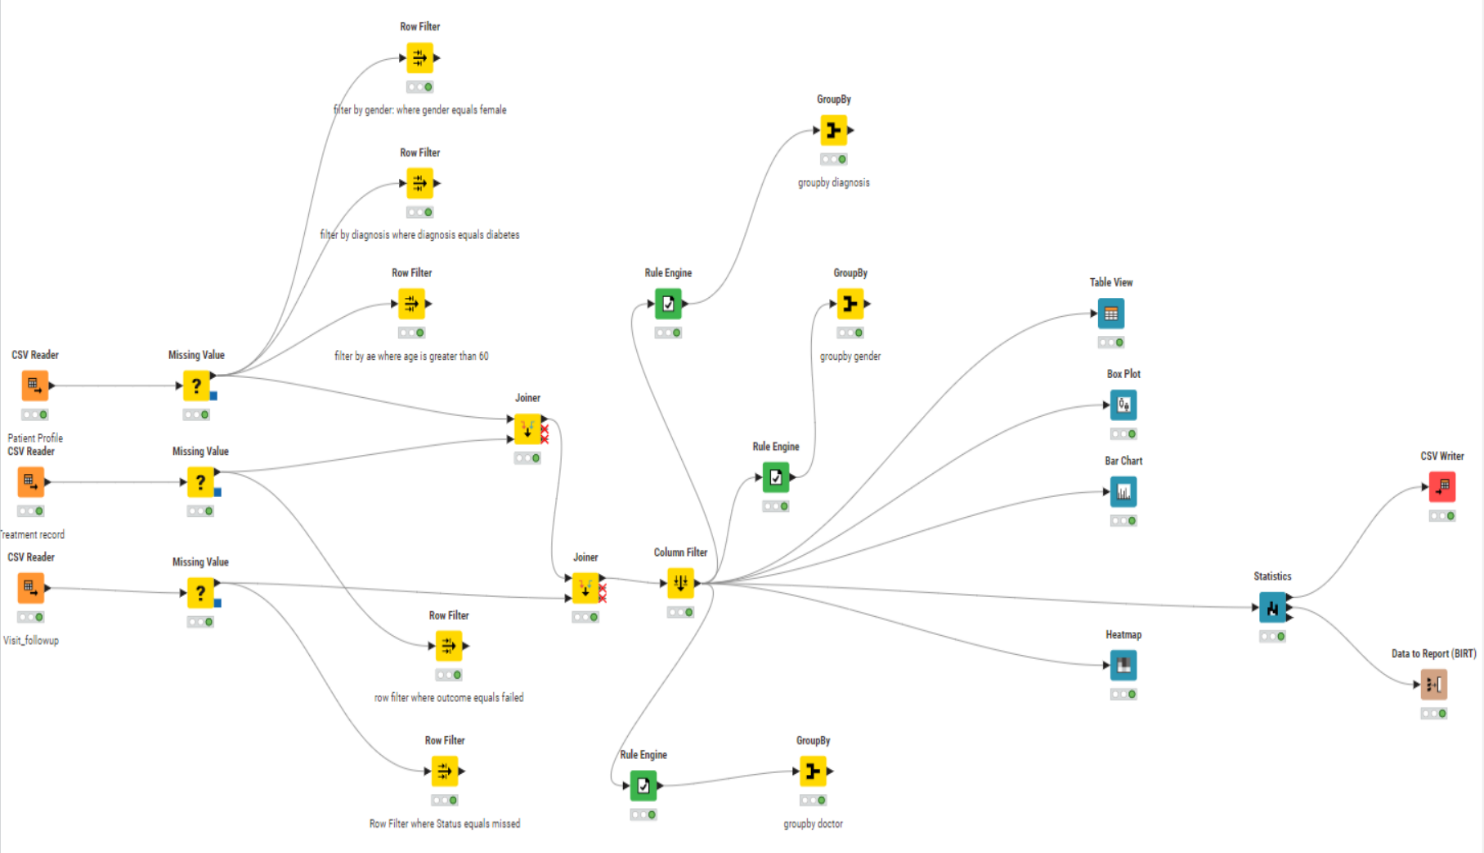 Row Filter
filter by gender: where gender equals female
GroupBy
groupby diagnosis
Row Filter
filter by diagnosis where diagnosis equals diabetes
Row Filter
filter by ae where age is greater than 60
Rule Engine
GroupBy
groupby gender
Table View
CSV Reader
Patient Profile
Missing Value
Box Plot
Joiner
CSV Reader
Treatment record
Missing Value
Rule Engine
Bar Chart
CSV Writer
CSV Reader
Visit_followup
Missing Value
Joiner
Column Filter
Statistics
Row Filter
row filter where outcome equals failed
Heatmap
Data to Report (BIRT)
Row Filter
Row Filter where Status equals missed
Rule Engine
GroupBy
groupby doctor